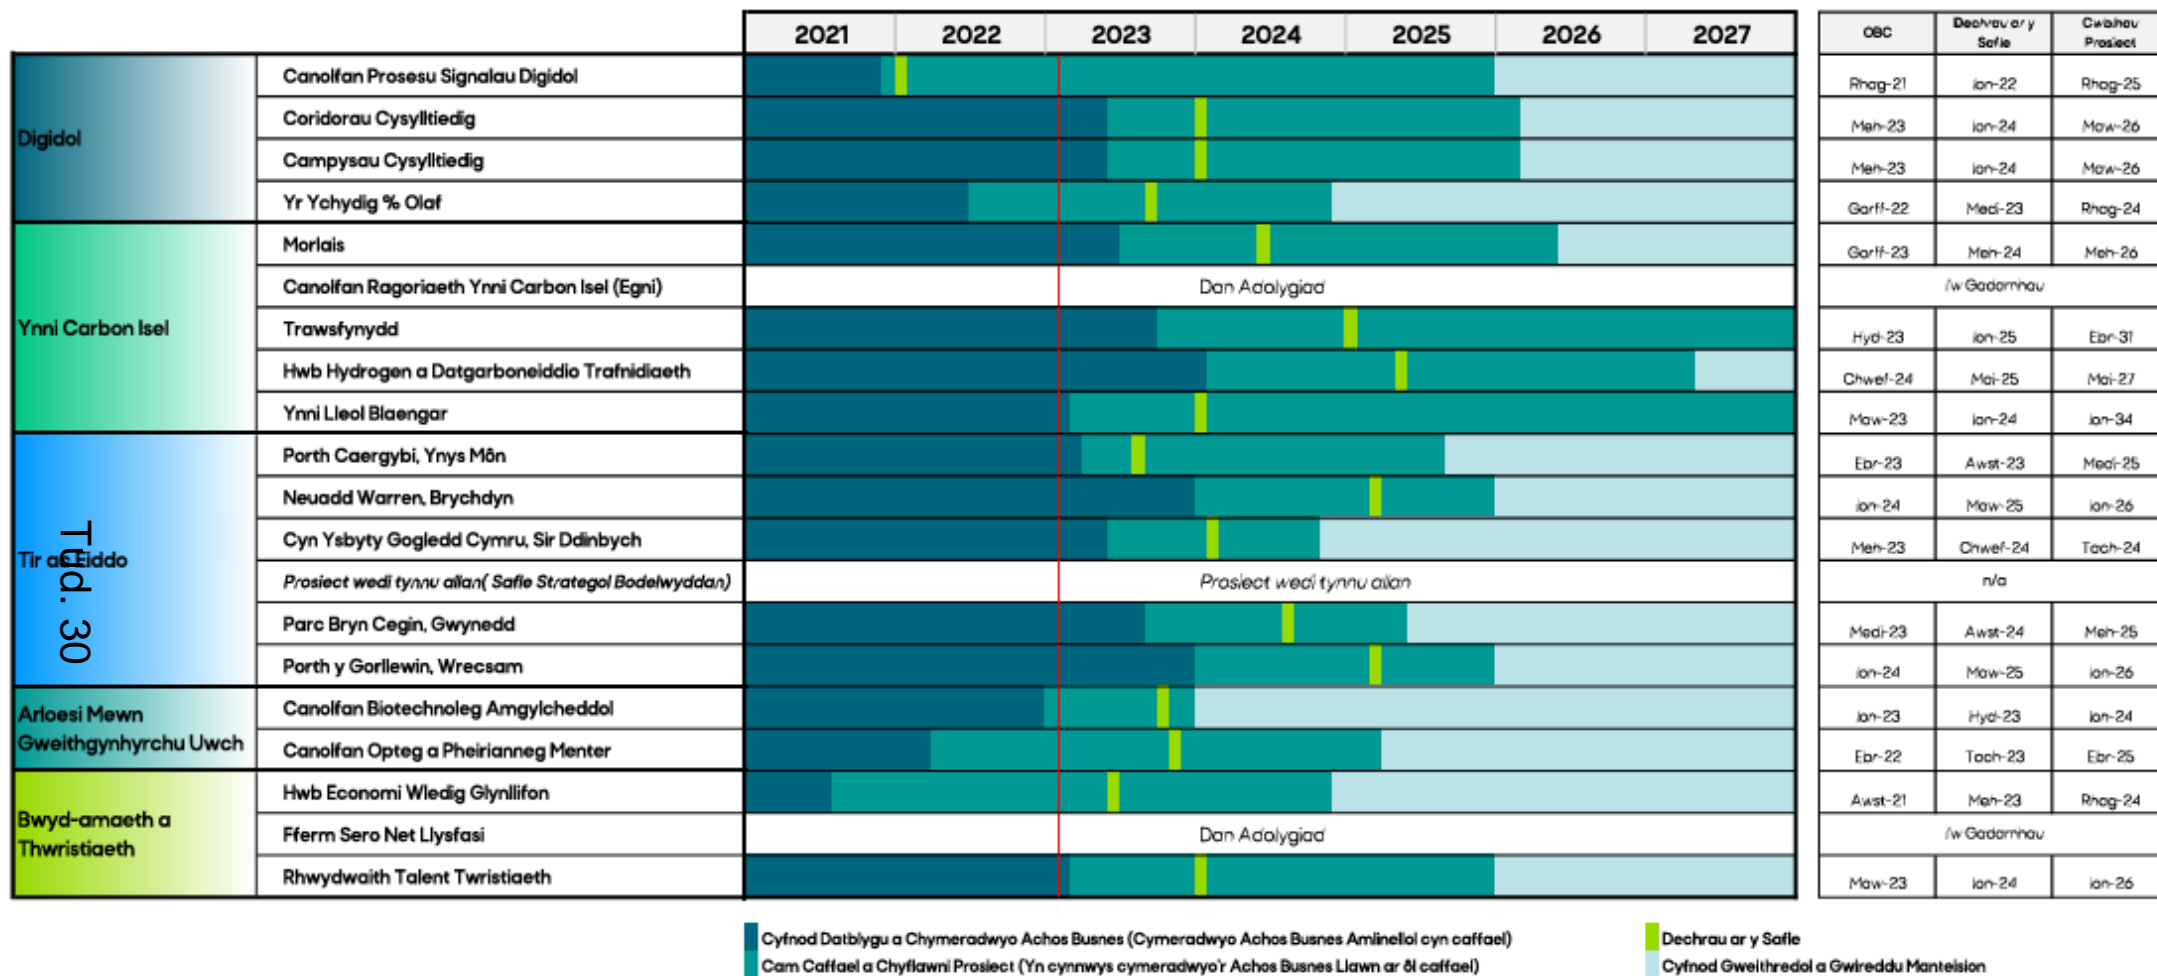 2021 2022 2023 2024 2025 2026 2027 OBC Dechrau ar y Safle Cwblhau Prosiect
Digidol
Canolfan Prosesu Signalau Digidol Rhag-21 Ion-22 Rhag-25
Coridorau Cysylltiedig Meh-23 Ion-24 Maw-26
Campysau Cysylltiedig Meh-23 Ion-24 Maw-26
Yr Ychydig % Olaf Gorff-22 Medi-23 Rhag-24
Ynni Carbon Isel
Morlais Gorff-23 Meh-24 Meh-26
Canolfan Ragoriaeth Ynni Carbon Isel (Egni) Dan Adolygiad i'w Gadarnhau
Trawsfynydd Hyd-23 Ion-25 Ebr-31
Hwb Hydrogen a Datgarboneiddio Trafnidiaeth Chwef-24 Mai-25 Mai-27
Ynni Lleol Blaengar Maw-23 Ion-24 Ion-34
Tir ac Eiddo
Porth Caergybi, Ynys Môn Ebr-23 Awst-23 Medi-25
Neuadd Warren, Brychdyn Ion-24 Maw-25 Ion-26
Cyn Ysbyty Gogledd Cymru, Sir Ddinbych Meh-23 Chwef-24 Tach-24
Prosiect wedi tynnu allan( Safle Strategol Bodelwyddan) Prosiect wedi tynnu allan n/a
Parc Bryn Cegin, Gwynedd Medi-23 Awst-24 Meh-25
Porth y Gorllewin, Wrecsam Ion-24 Maw-25 Ion-26
Tud. 30
Arloesi Mewn
Gweithgynhyrchu Uwch
Canolfan Biotechnoleg Amgylcheddol Ion-23 Hyd-23 Ion-24
Canolfan Opteg a Pheirianneg Menter Ebr-22 Tach-23 Ebr-25
Bwyd-amaeth a
Thwristiaeth
Hwb Economi Wledig Glynllifon Awst-21 Meh-23 Rhag-24
Fferm Sero Net Llysfasi Dan Adolygiad i'w Gadarnhau
Rhwydwaith Talent Twristiaeth Maw-23 Ion-24 Ion-26
Cyfnod Datblygu a Chymeradwyo Achos Busnes (Cymeradwyo Achos Busnes Amlinellol cyn caffael) Dechrau ar y Safle
Cam Caffael a Chyflawni Prosiect (Yn cynnwys cymeradwyo'r Achos Busnes Llawn ar ôl caffael) Cyfnod Gweithredol a Gwireddu Manteision